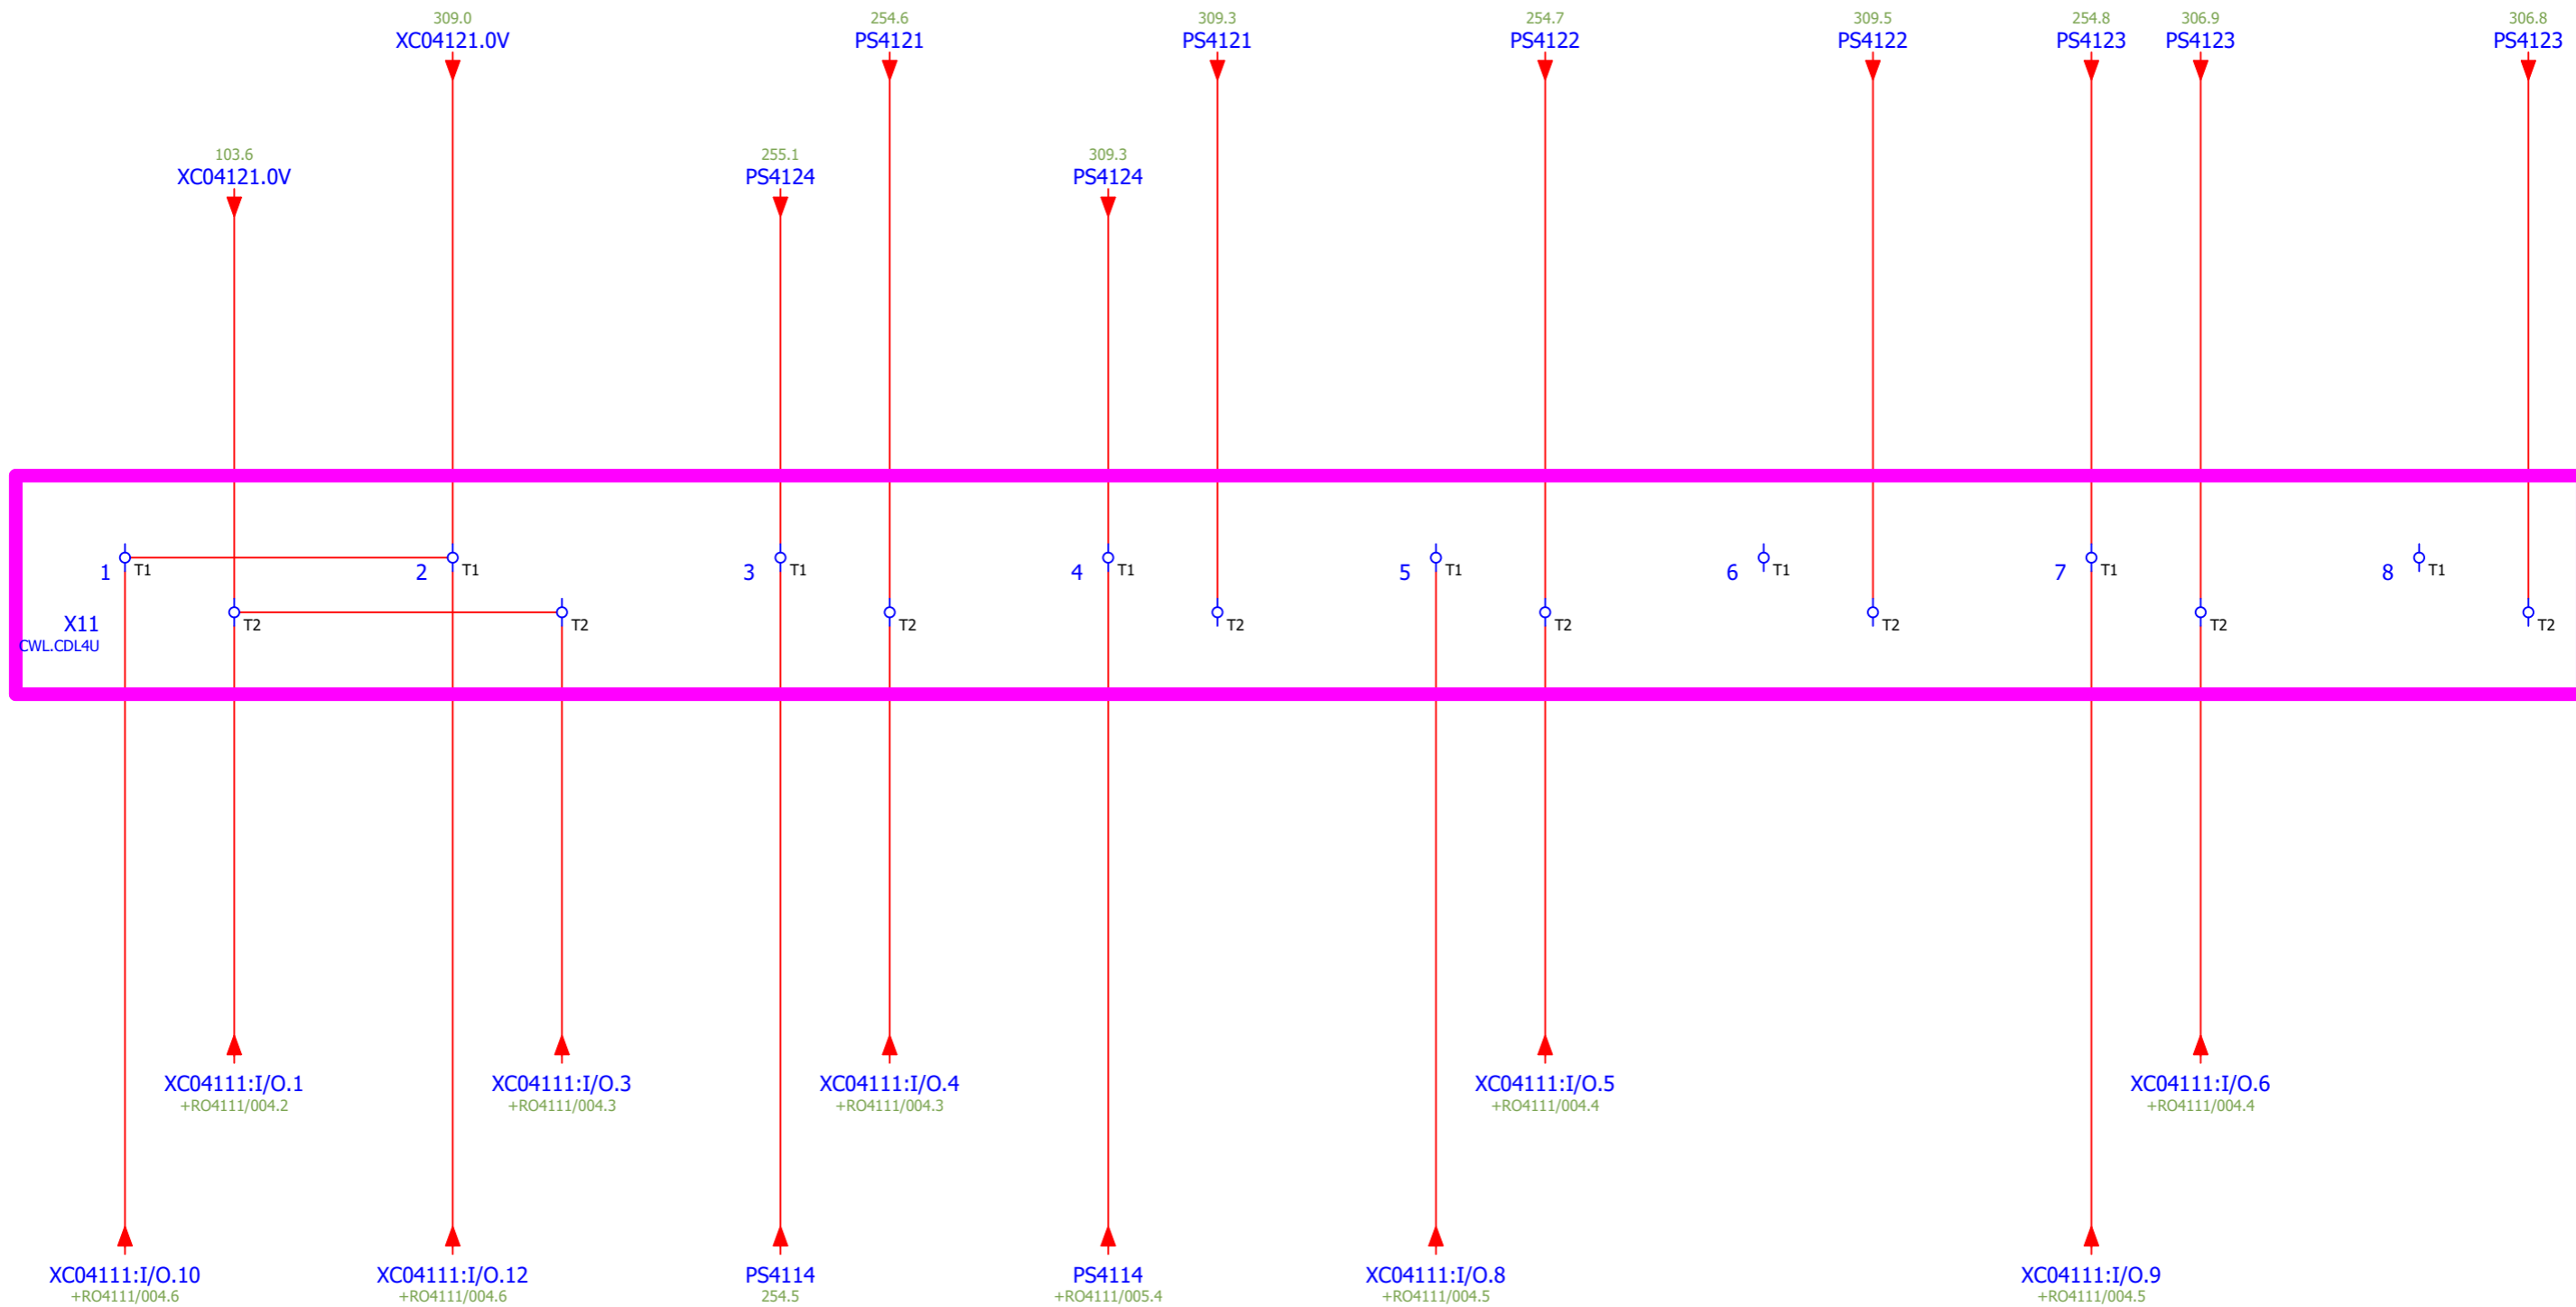 309.0 254.6 309.3 254.7 309.5 254.8 306.9 306.8
XC04121.0V PS4121 PS4121 PS4122 PS4122 PS4123 PS4123 PS4123
103.6 255.1 309.3
XC04121.0V PS4124 PS4124
1 T1 2 T1 3 T1 4 T1 5 T1 6 T1 7 T1 8 T1
X11 T2 T2 T2 T2 T2 T2 T2 T2
CWL.CDL4U
XC04111:I/O.1 XC04111:I/O.3 XC04111:I/O.4 XC04111:I/O.5 XC04111:I/O.6
+RO4111/004.2 +RO4111/004.3 +RO4111/004.3 +RO4111/004.4 +RO4111/004.4
XC04111:I/O.10 XC04111:I/O.12 PS4114 PS4114 XC04111:I/O.8 XC04111:I/O.9
+RO4111/004.6 +RO4111/004.6 254.5 +RO4111/005.4 +RO4111/004.5 +RO4111/004.5